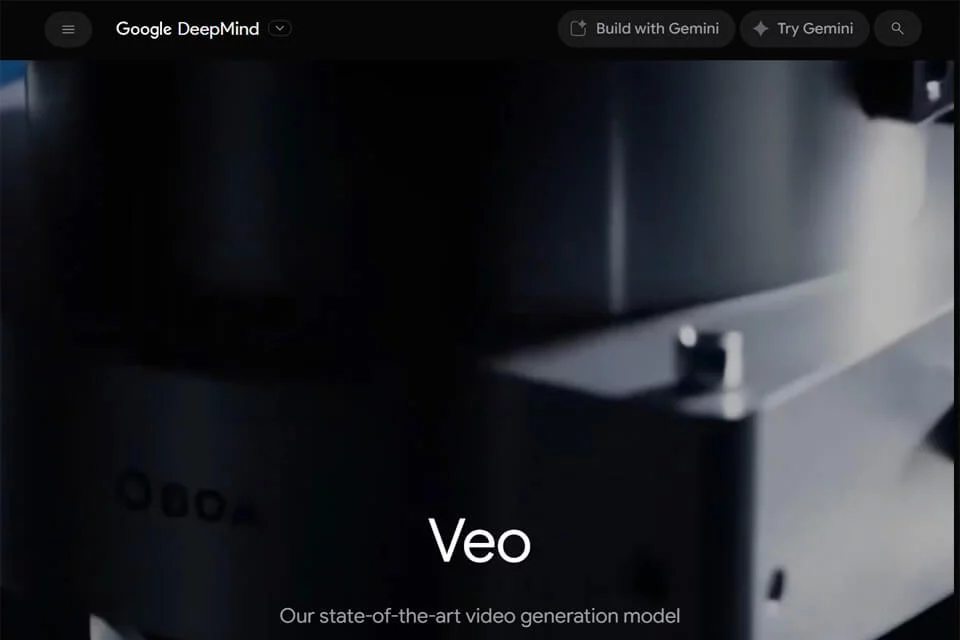 Google DeepMind
Build with Gemini
Try Gemini
Veo
Our state-of-the-art video generation model